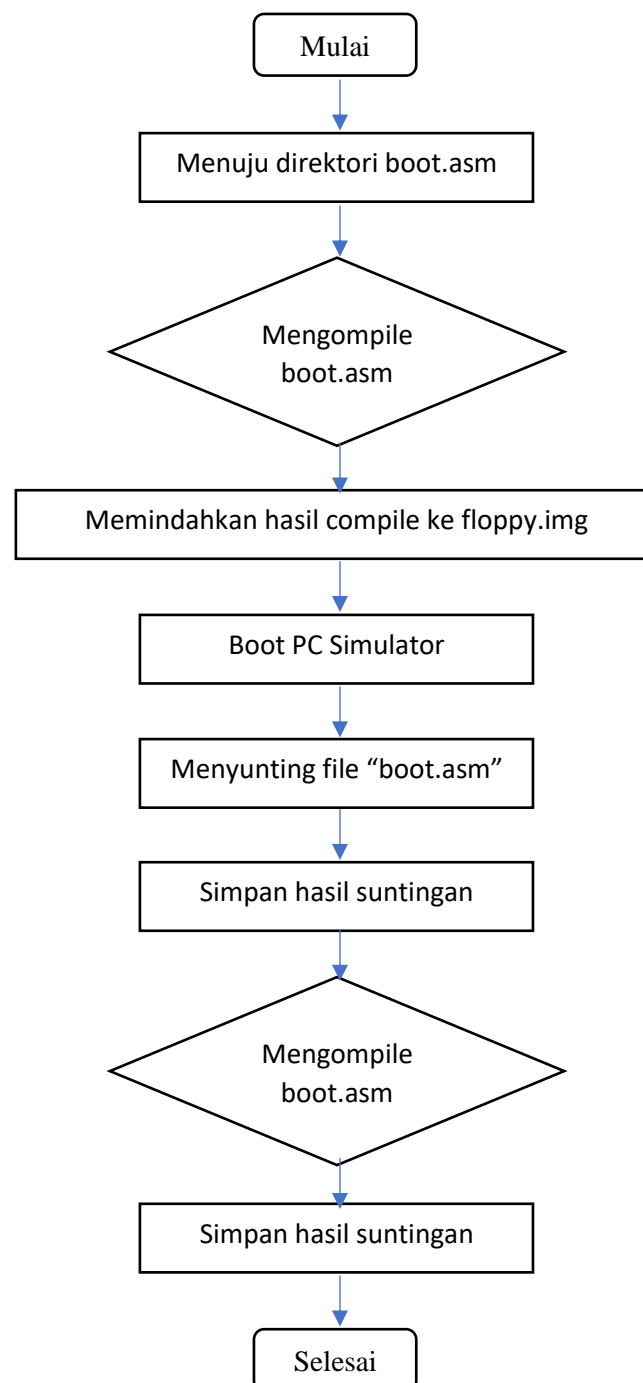 Mulai
Menuju direktori boot.asm
Mengompile
boot.asm
Memindahkan hasil compile ke floppy.img
Boot PC Simulator
Menyunting file “boot.asm”
Simpan hasil suntingan
Mengompile
boot.asm
Simpan hasil suntingan
Selesai